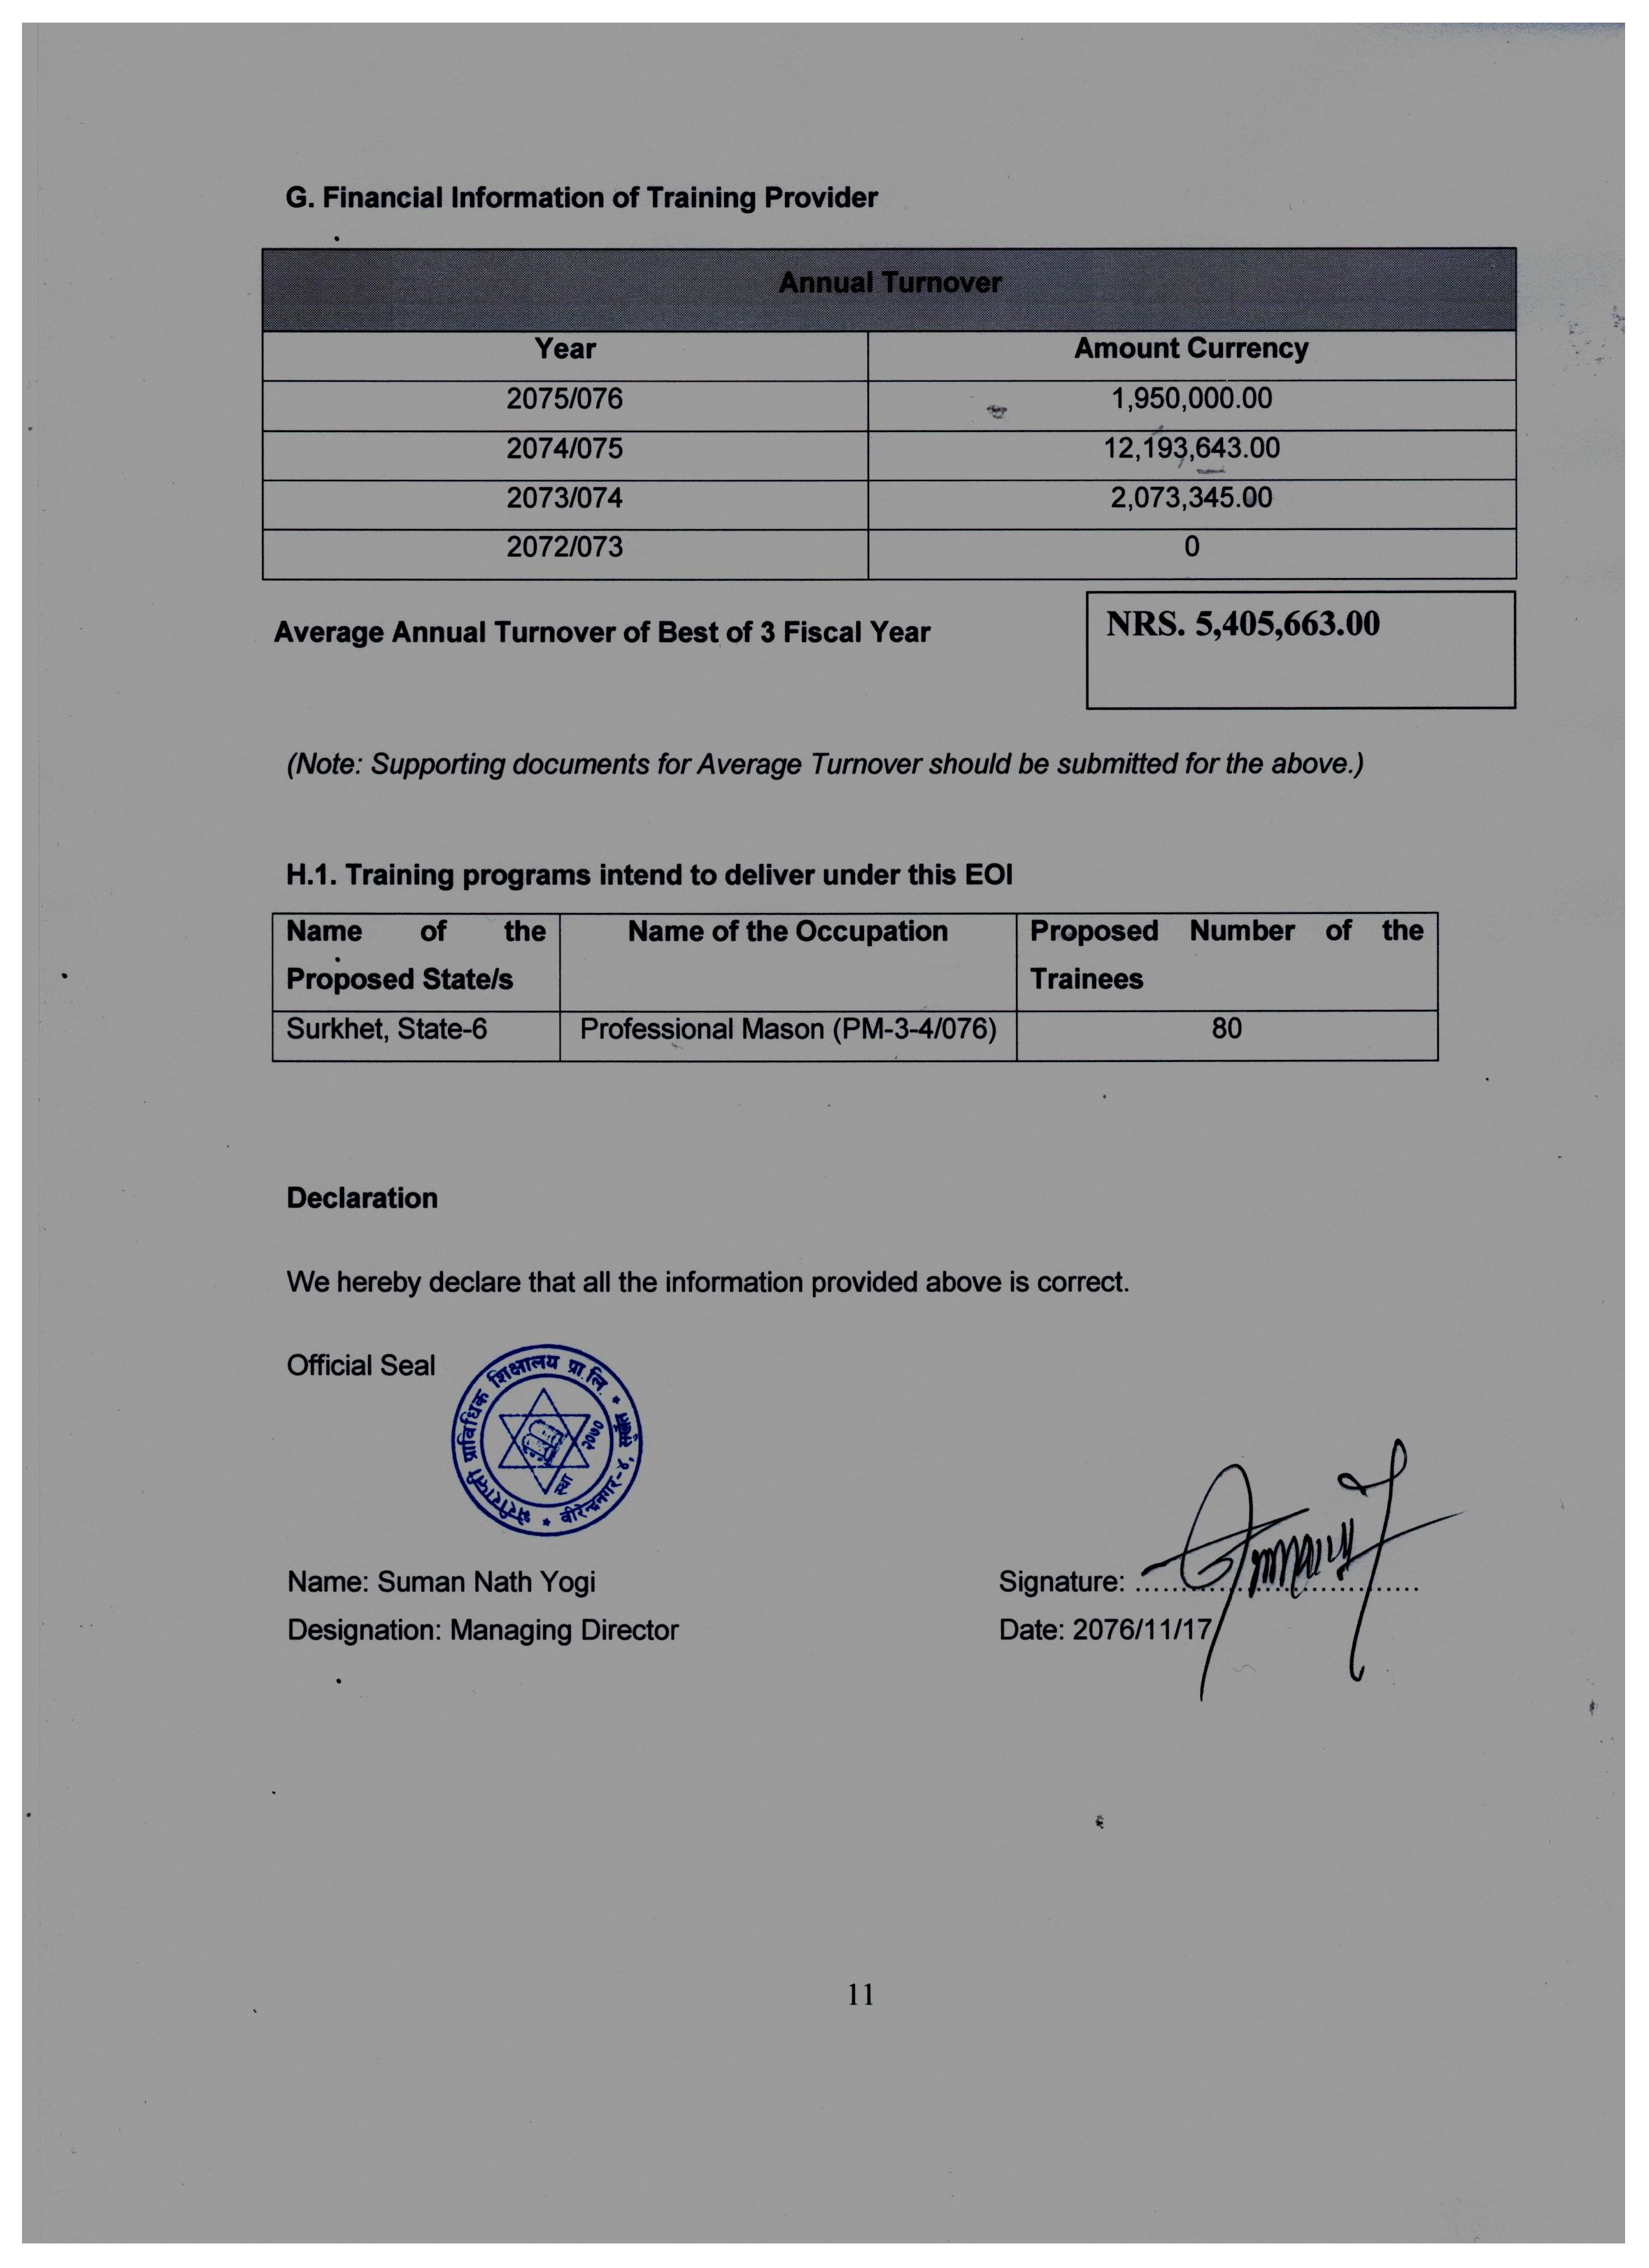 G. Financial Information of Training Provider
Annual Turnover
Year Amount Currency
2075/076 1,950,000.00
2074/075 12,193,643.00
2073/074 2,073,345.00
2072/073 0
Average Annual Turnover of Best of 3 Fiscal Year NRS. 5,405,663.00
(Note: Supporting documents for Average Turnover should be submitted for the above.)
H.1. Training programs intend to deliver under this EOI
Name of the Name of the Occupation Proposed Number of the
Proposed State/s Trainees
Surkhet, State-6 Professional Mason (PM-3-4/076) 80
Declaration
We hereby declare that all the information provided above is correct.
Official Seal
प्राविधिक शिक्षालय प्रा.लि.
वीरेन्द्रनगर-४, सुर्खेत
स्था २०७०
Name: Suman Nath Yogi Signature: ....................................
Designation: Managing Director Date: 2076/11/17
11